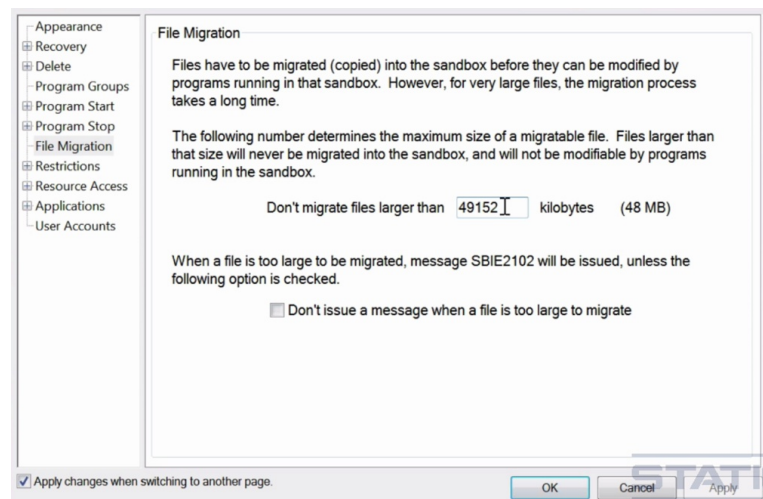 Appearance
Recovery
Delete
Program Groups
Program Start
Program Stop
File Migration
Restrictions
Resource Access
Applications
User Accounts
File Migration
Files have to be migrated (copied) into the sandbox before they can be modified by
programs running in that sandbox. However, for very large files, the migration process
takes a long time.
The following number determines the maximum size of a migratable file. Files larger than
that size will never be migrated into the sandbox, and will not be modifiable by programs
running in the sandbox.
Don't migrate files larger than 49152 kilobytes (48 MB)
When a file is too large to be migrated, message SBIE2102 will be issued, unless the
following option is checked.
Don't issue a message when a file is too large to migrate
Apply changes when switching to another page.
OK Cancel Apply